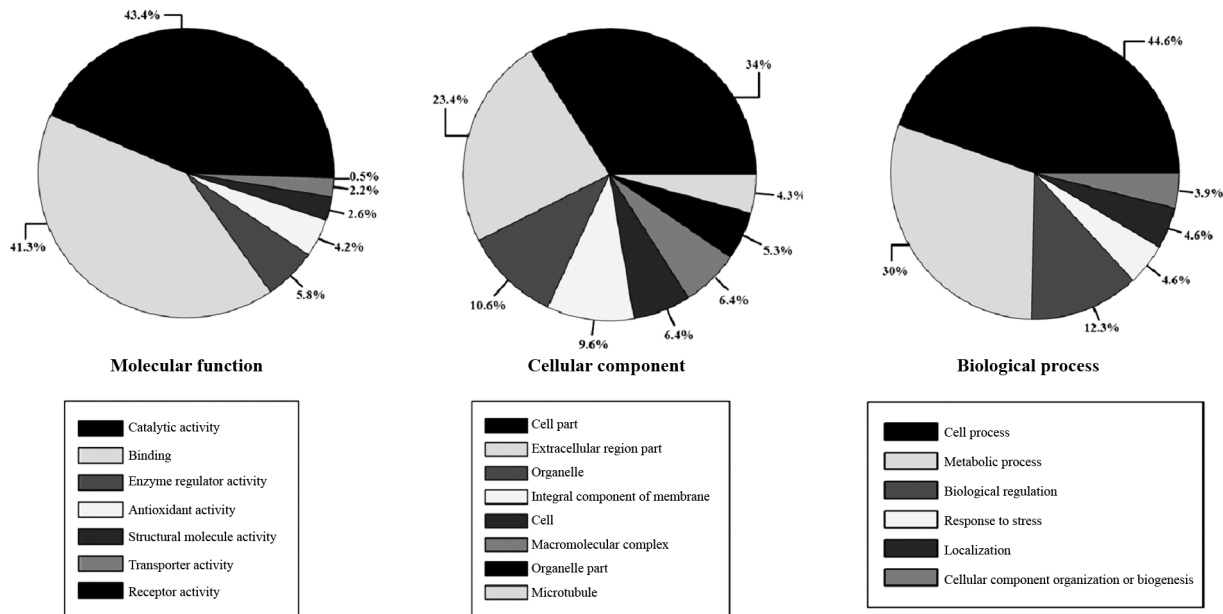 43.4%
41.3%
0.5%
2.2%
2.6%
4.2%
5.8%
Molecular function
Catalytic activity
Binding
Enzyme regulator activity
Antioxidant activity
Structural molecule activity
Transporter activity
Receptor activity
34%
23.4%
4.3%
5.3%
6.4%
6.4%
9.6%
10.6%
Cellular component
Cell part
Extracellular region part
Organelle
Integral component of membrane
Cell
Macromolecular complex
Organelle part
Microtubule
44.6%
30%
3.9%
4.6%
4.6%
12.3%
Biological process
Cell process
Metabolic process
Biological regulation
Response to stress
Localization
Cellular component organization or biogenesis